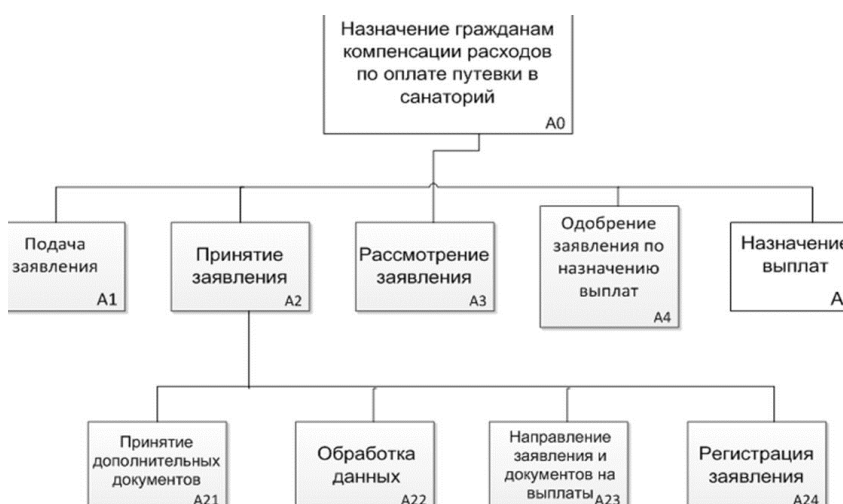 Назначение гражданам
компенсации расходов
по оплате путевки в
санаторий
A0
Подача
заявления
A1
Принятие
заявления
A2
Рассмотрение
заявления
A3
Одобрение
заявления по
назначению
выплат
A4
Назначение
выплат
A
Принятие
дополнительных
документов
A21
Обработка
данных
A22
Направление
заявления и
документов на
выплаты
A23
Регистрация
заявления
A24